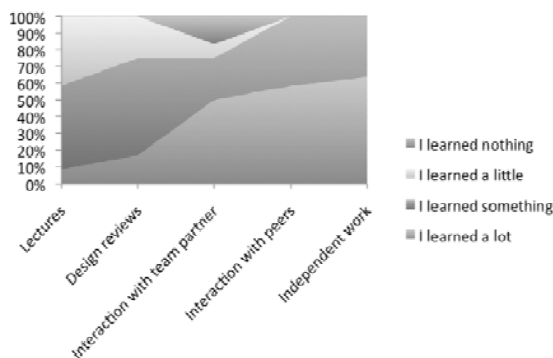 100%
90%
80%
70%
60%
50%
40%
30%
20%
10%
0%
Lectures
Design reviews
Interaction with team partner
Interaction with peers
Independent work
I learned nothing
I learned a little
I learned something
I learned a lot